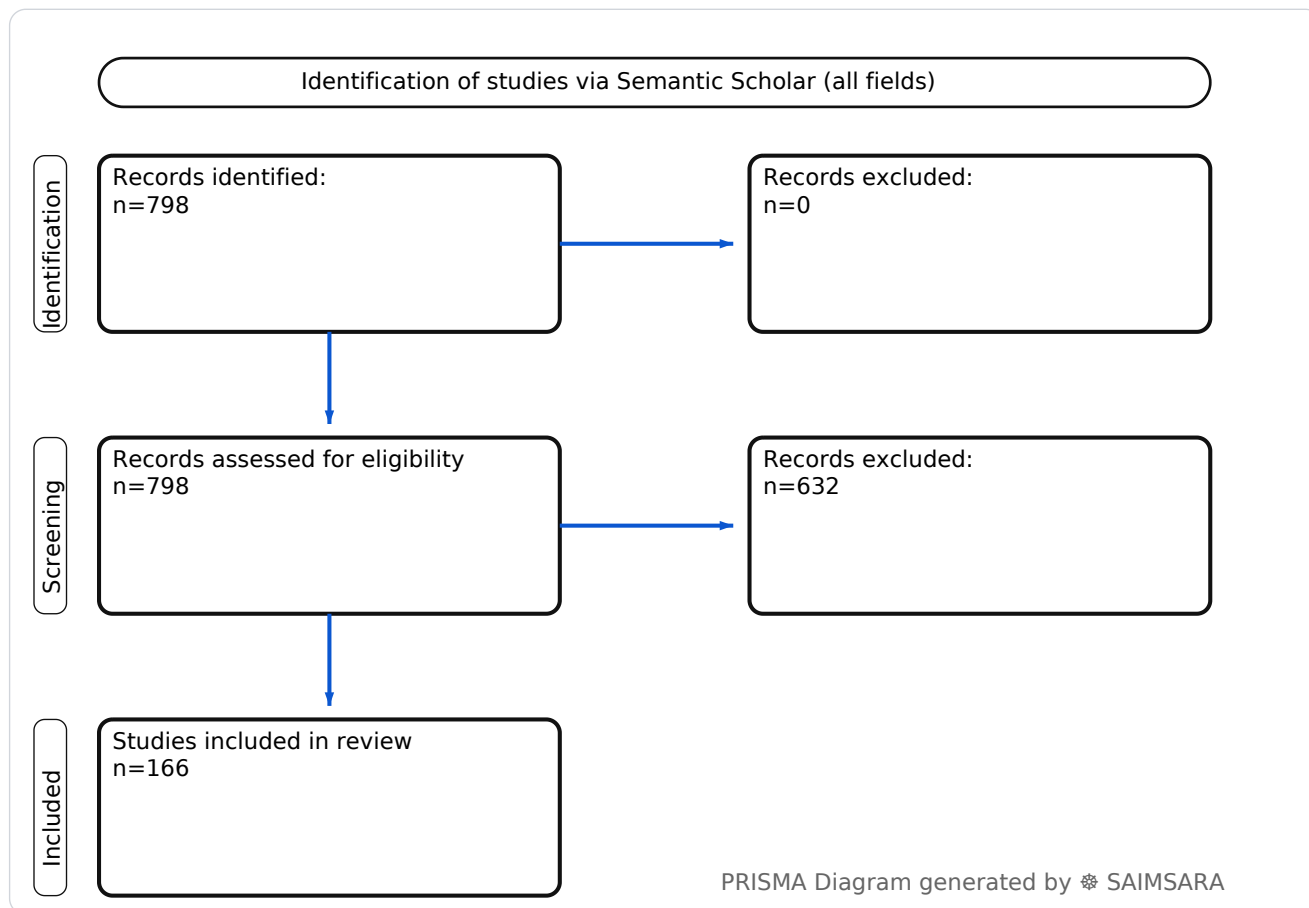 Identification of studies via Semantic Scholar (all fields)
Identification
Records identified:
n=798
Records excluded:
n=0
Screening
Records assessed for eligibility
n=798
Records excluded:
n=632
Included
Studies included in review
n=166
PRISMA Diagram generated by ☸ SAIMSARA